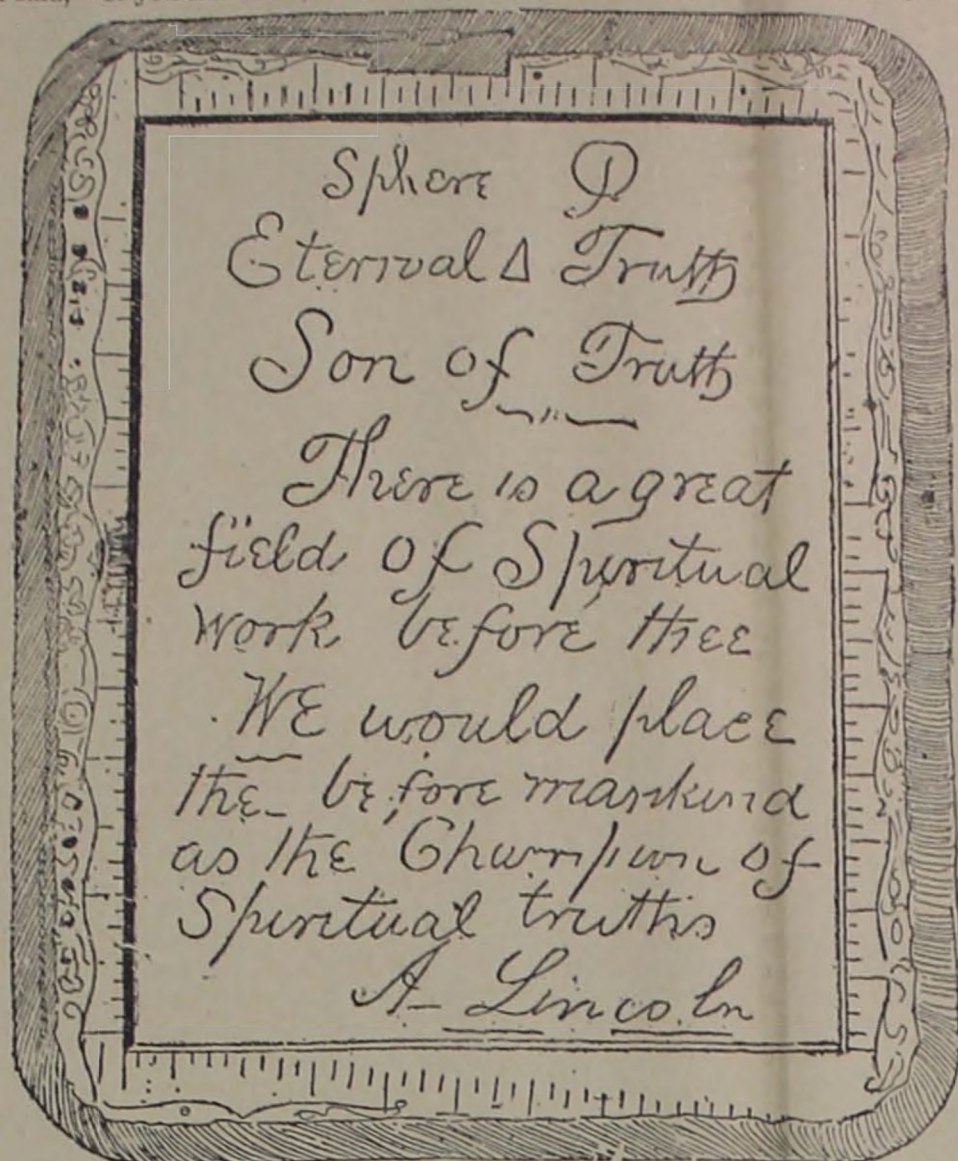 Sphere
Eternal Δ Truth
Son of Truth
There is a great
field of Spiritual
work before thee
WE would place
the before mankind
as the Champion of
Spiritual truths
A Lincoln